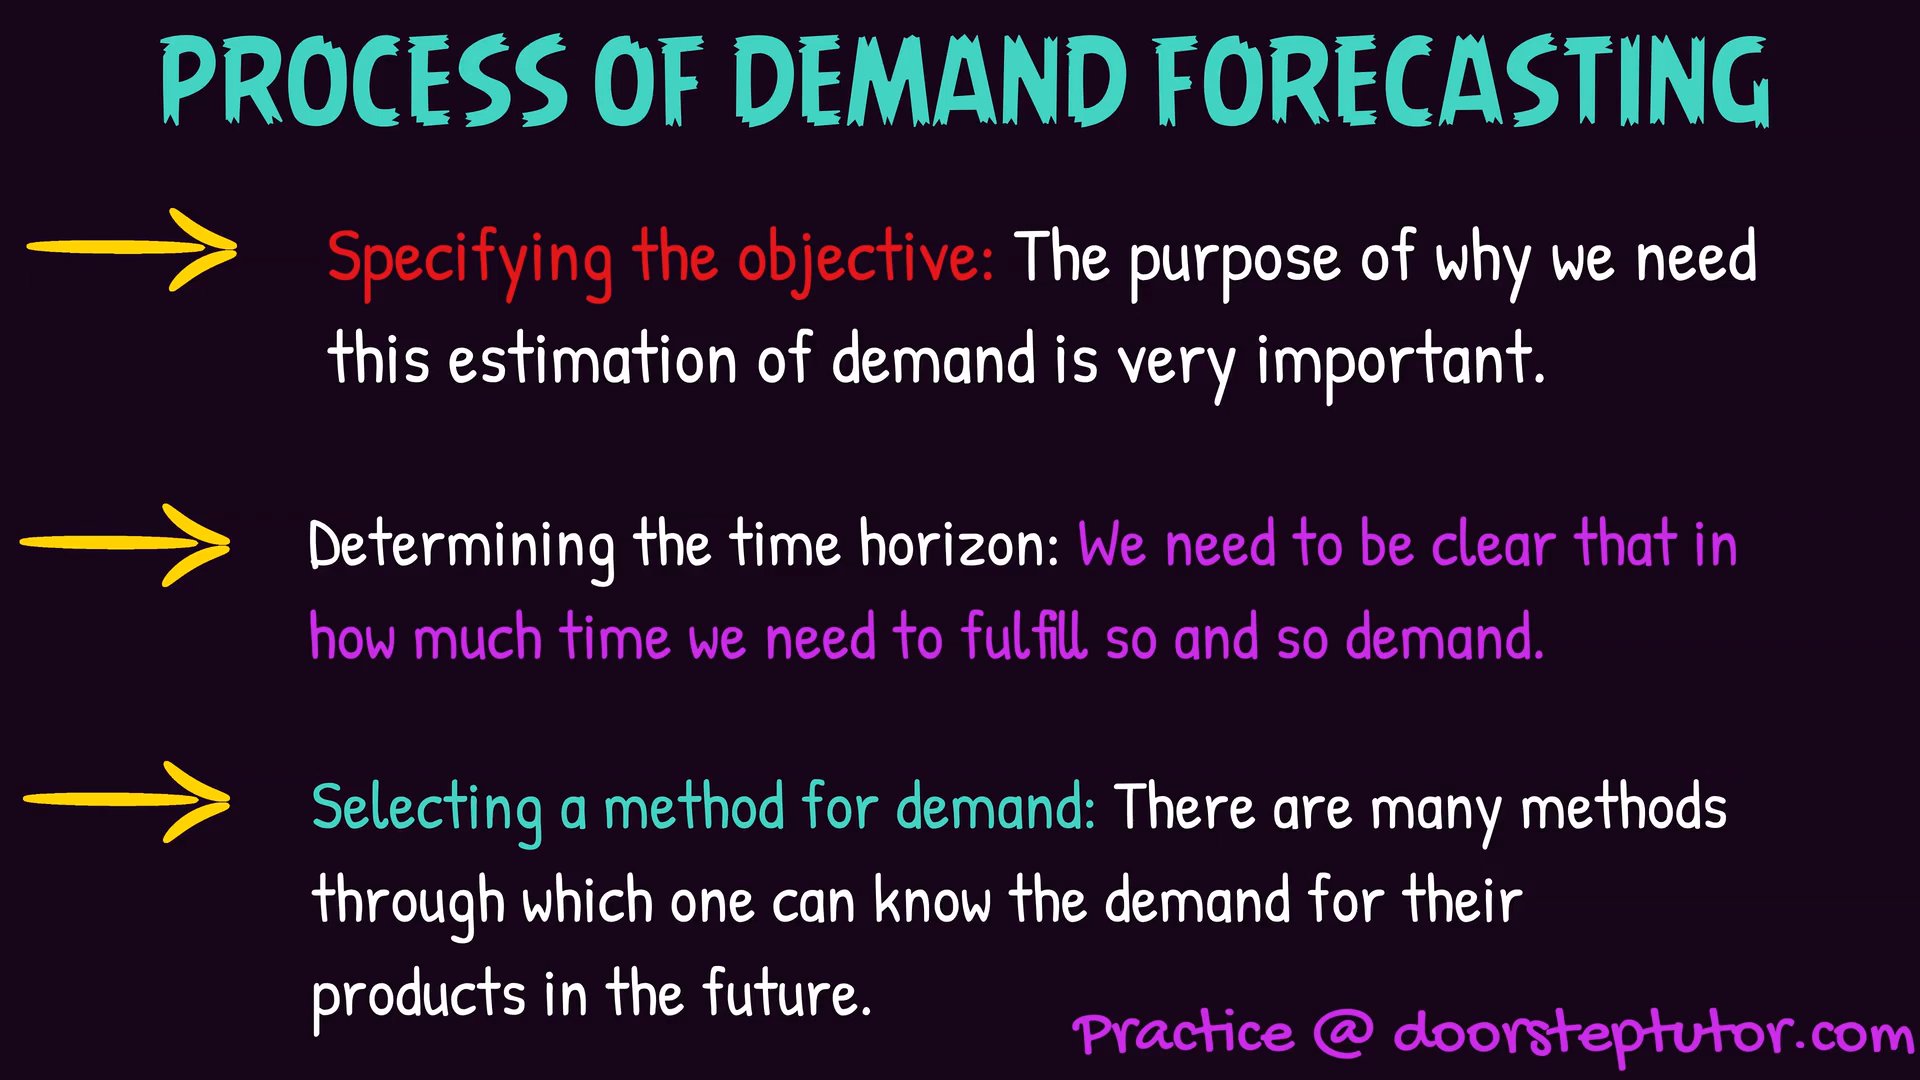 PROCESS OF DEMAND FORECASTING
Specifying the objective: The purpose of why we need
this estimation of demand is very important.
Determining the time horizon: We need to be clear that in
how much time we need to fulfill so and so demand.
Selecting a method for demand: There are many methods
through which one can know the demand for their
products in the future.
Practice @ doorsteptutor.com